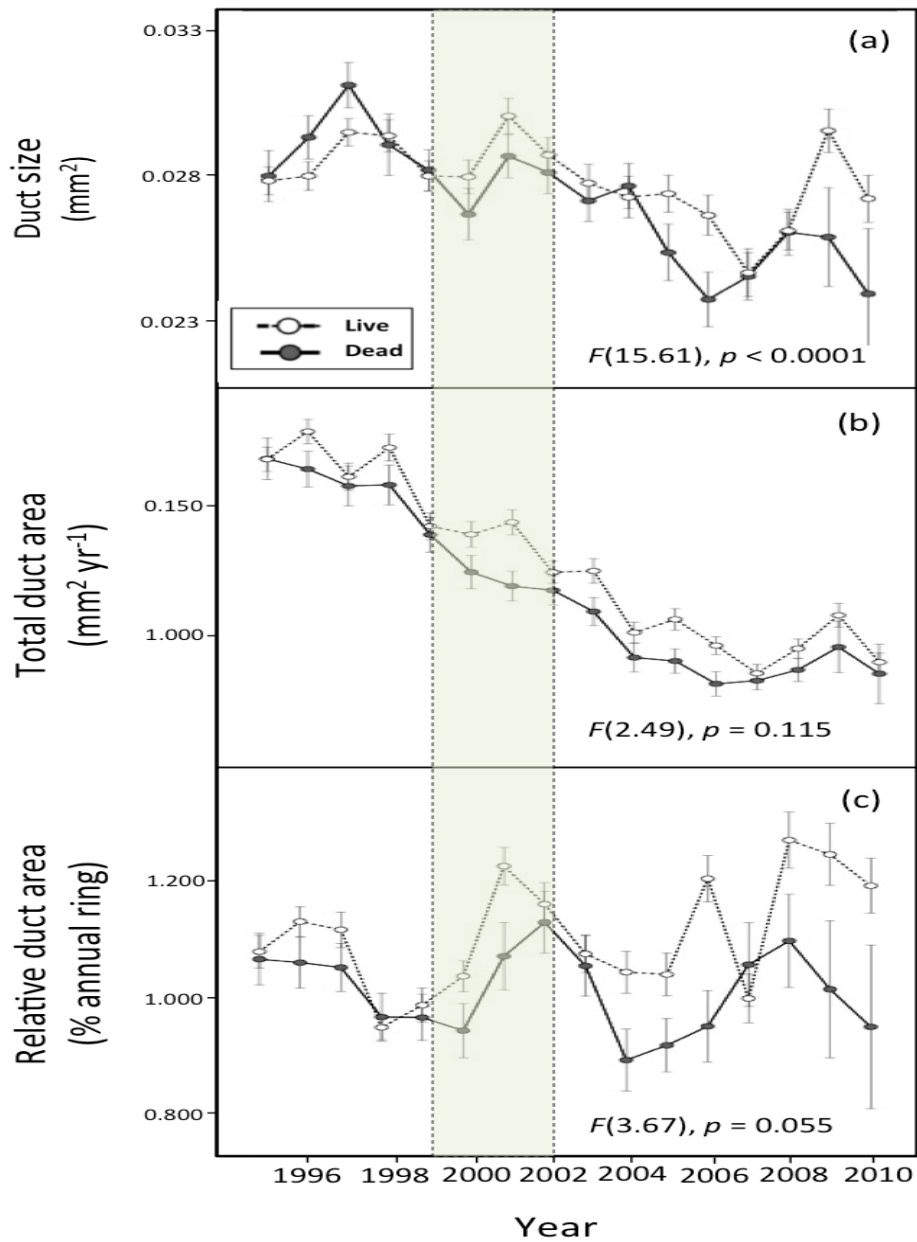 (a)
0.033
0.028
0.023
Duct size
(mm²)
Live
Dead
F(15.61), p < 0.0001
(b)
0.150
1.000
Total duct area
(mm² yr⁻¹)
F(2.49), p = 0.115
(c)
1.200
1.000
0.800
Relative duct area
(% annual ring)
F(3.67), p = 0.055
1996 1998 2000 2002 2004 2006 2008 2010
Year